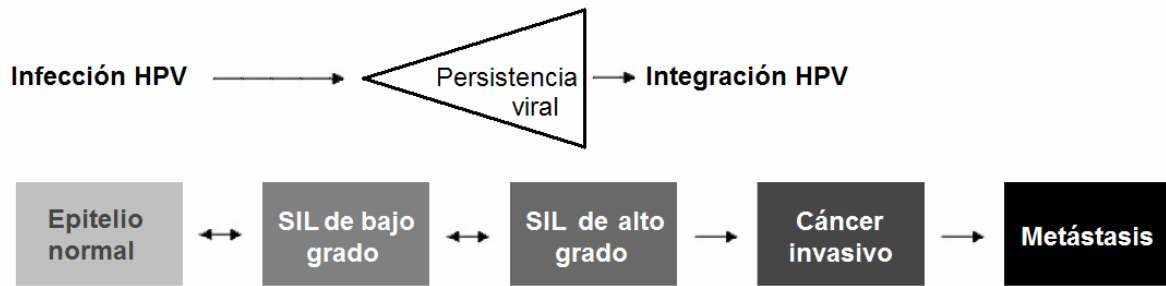 Infección HPV
Persistencia
viral
Integración HPV
Epitelio
normal
SIL de bajo
grado
SIL de alto
grado
Cáncer
invasivo
Metástasis